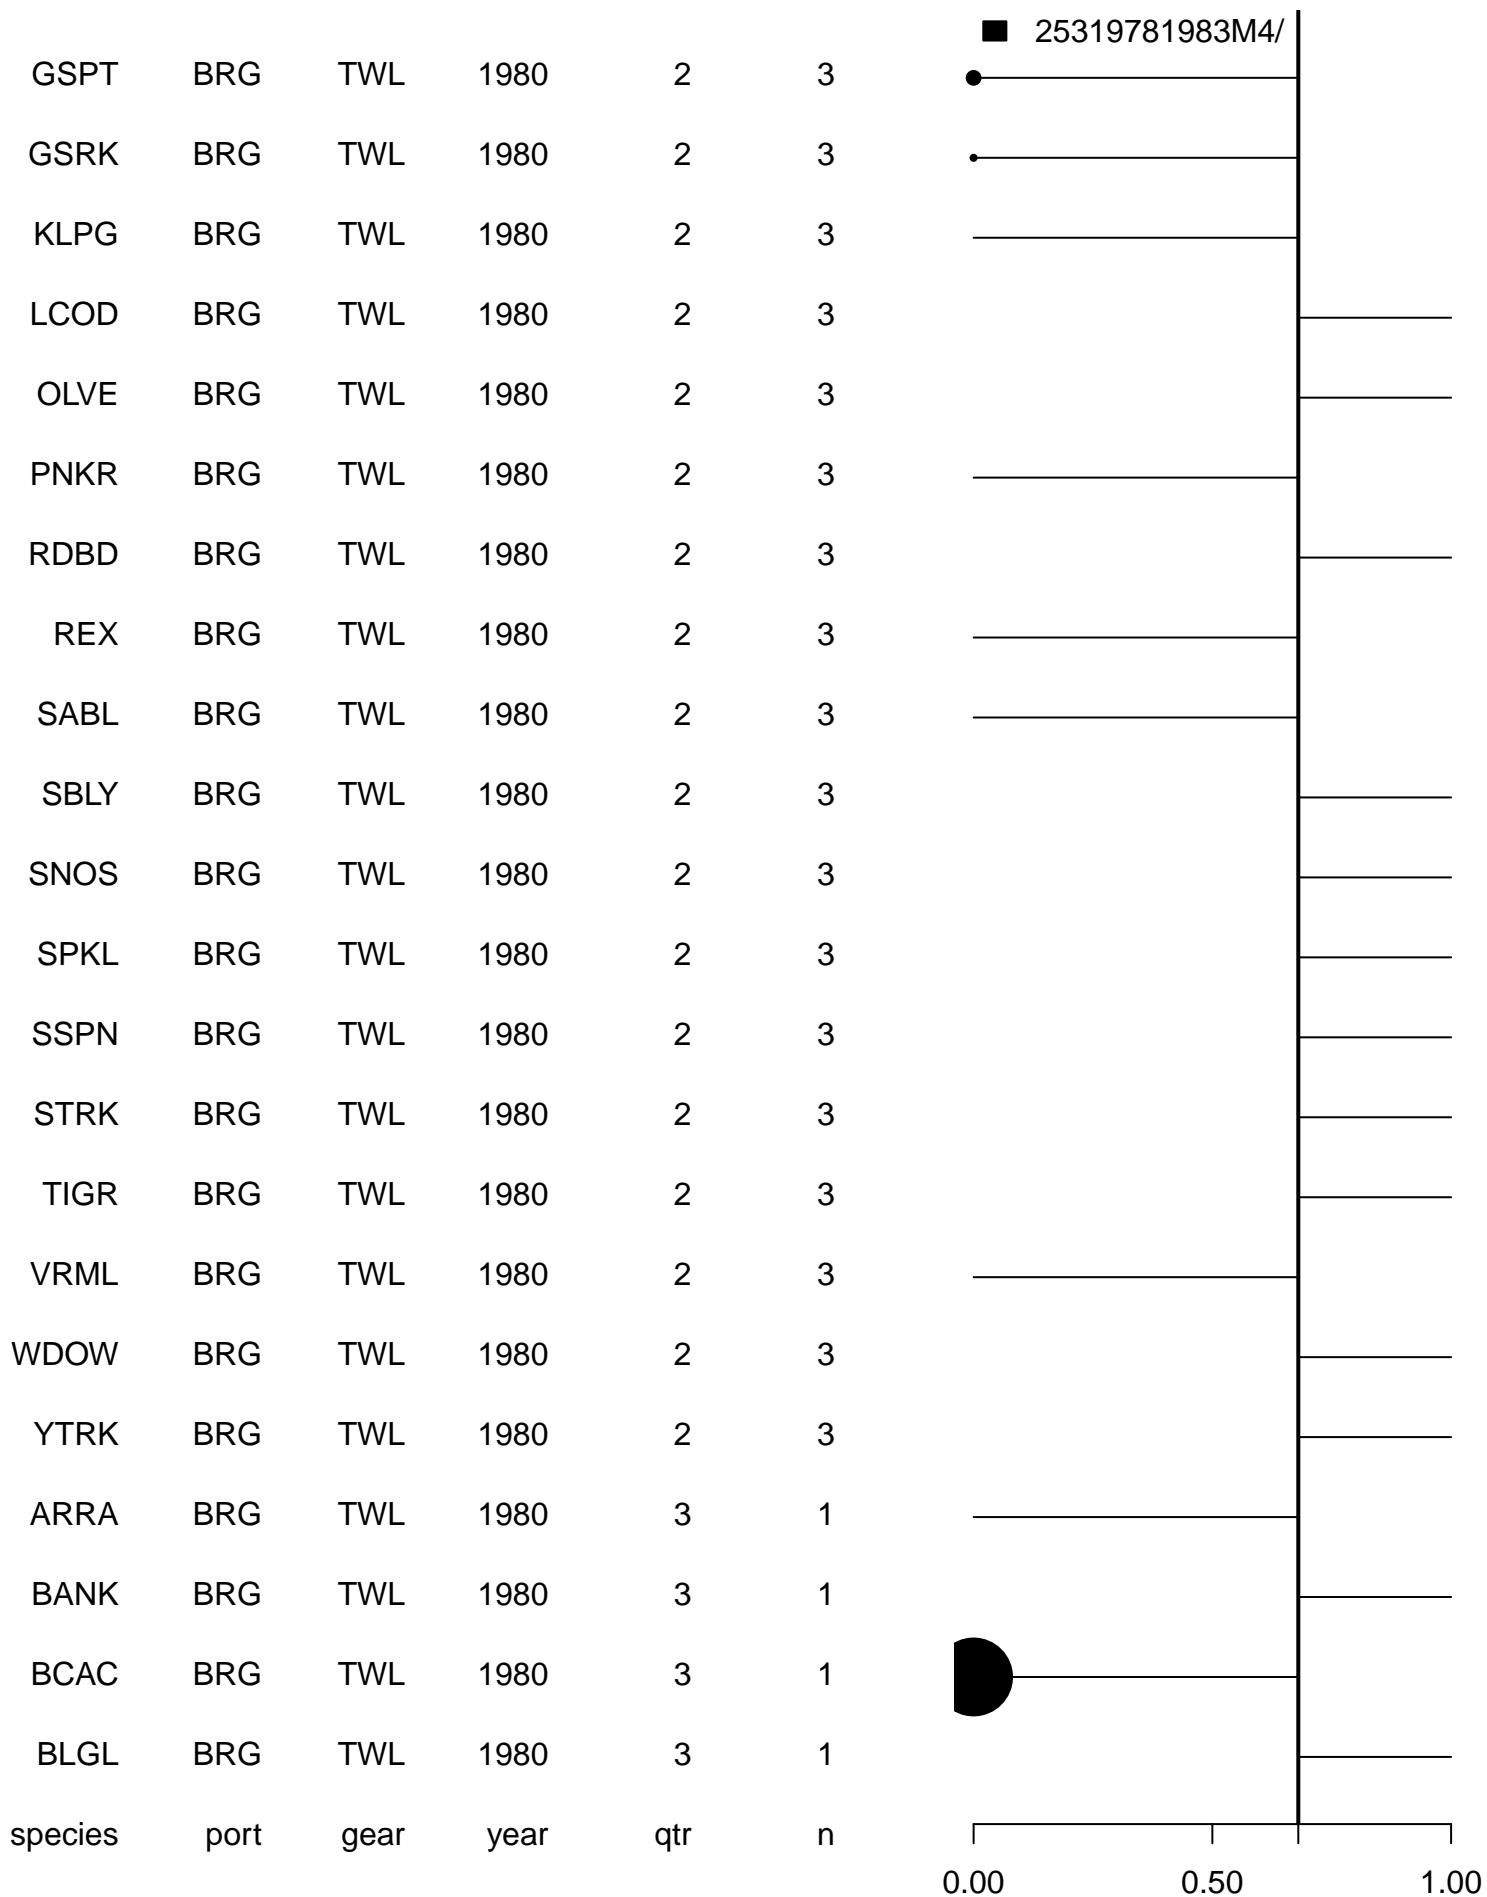 25319781983M4/
GSPT BRG TWL 1980 2 3
GSRK BRG TWL 1980 2 3
KLPG BRG TWL 1980 2 3
LCOD BRG TWL 1980 2 3
OLVE BRG TWL 1980 2 3
PNKR BRG TWL 1980 2 3
RDBD BRG TWL 1980 2 3
REX BRG TWL 1980 2 3
SABL BRG TWL 1980 2 3
SBLY BRG TWL 1980 2 3
SNOS BRG TWL 1980 2 3
SPKL BRG TWL 1980 2 3
SSPN BRG TWL 1980 2 3
STRK BRG TWL 1980 2 3
TIGR BRG TWL 1980 2 3
VRML BRG TWL 1980 2 3
WDOW BRG TWL 1980 2 3
YTRK BRG TWL 1980 2 3
ARRA BRG TWL 1980 3 1
BANK BRG TWL 1980 3 1
BCAC BRG TWL 1980 3 1
BLGL BRG TWL 1980 3 1
species port gear year qtr n
0.00 0.50 1.00